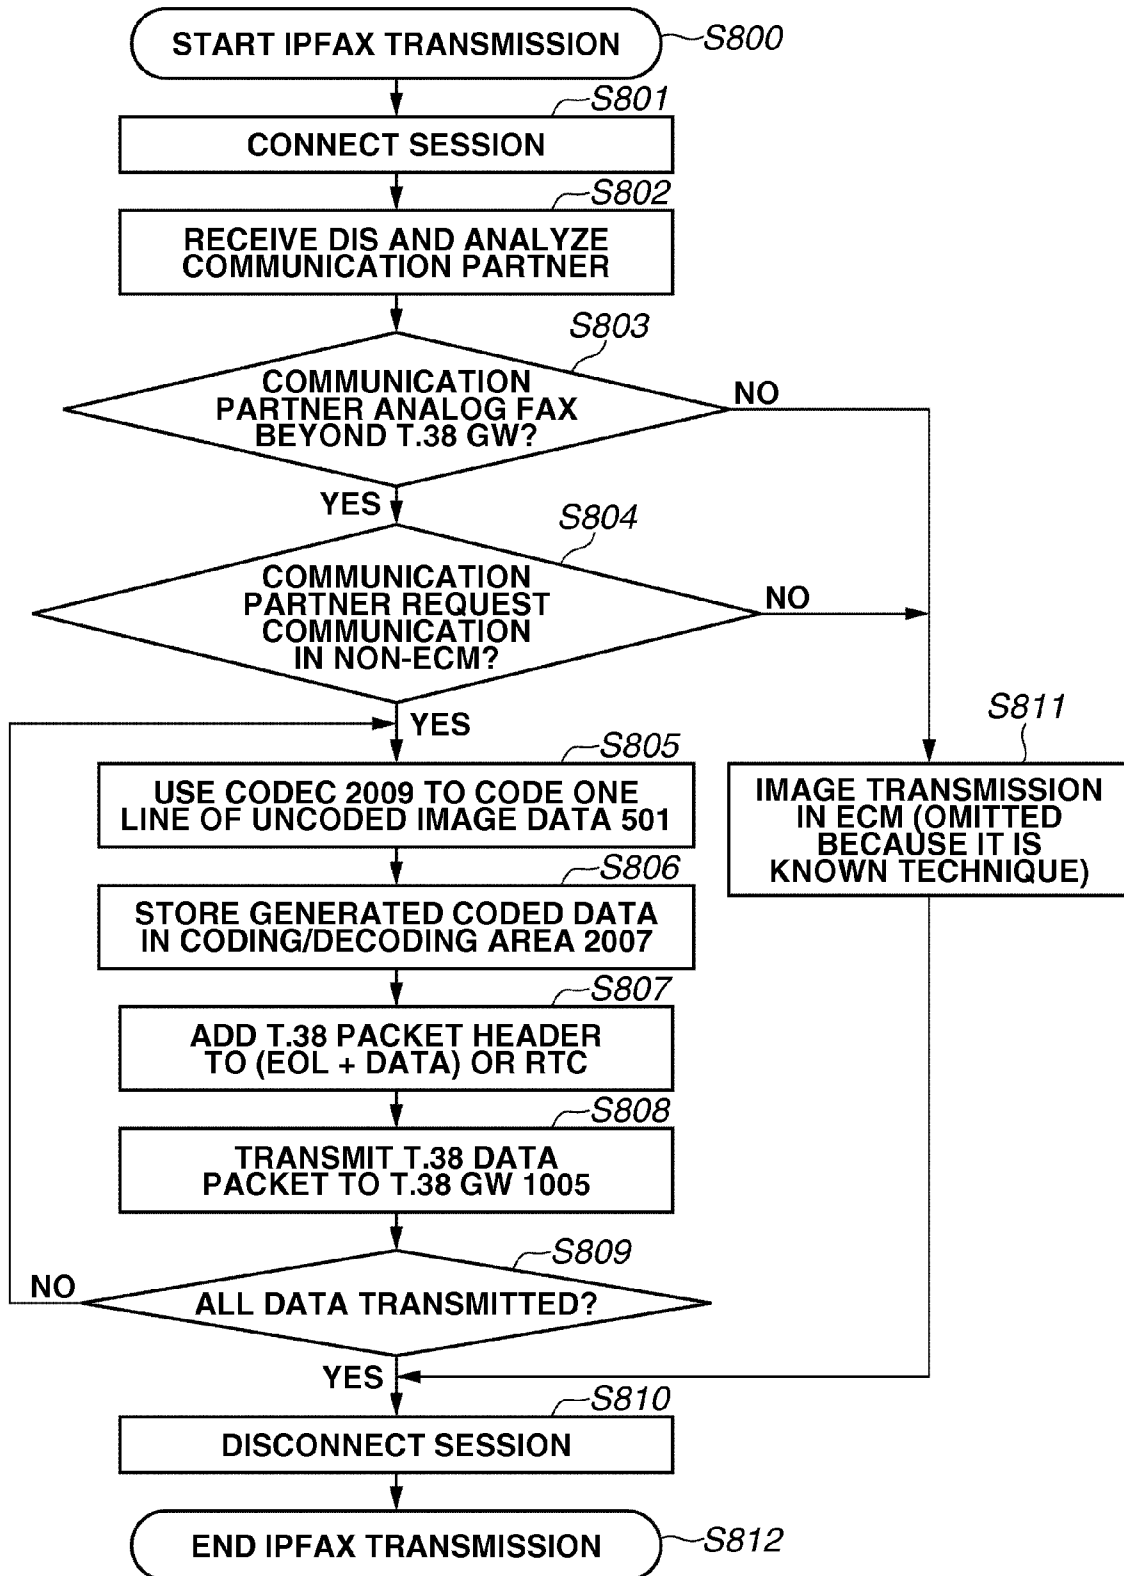 START IPFAX TRANSMISSION
S800
S801
CONNECT SESSION
S802
RECEIVE DIS AND ANALYZE
COMMUNICATION PARTNER
S803
COMMUNICATION
PARTNER ANALOG FAX
BEYOND T.38 GW?
NO
YES
S804
COMMUNICATION
PARTNER REQUEST
COMMUNICATION
IN NON-ECM?
NO
YES
S805
USE CODEC 2009 TO CODE ONE
LINE OF UNCODED IMAGE DATA 501
S811
IMAGE TRANSMISSION
IN ECM (OMITTED
BECAUSE IT IS
KNOWN TECHNIQUE)
S806
STORE GENERATED CODED DATA
IN CODING/DECODING AREA 2007
S807
ADD T.38 PACKET HEADER
TO (EOL + DATA) OR RTC
S808
TRANSMIT T.38 DATA
PACKET TO T.38 GW 1005
S809
NO
ALL DATA TRANSMITTED?
YES
S810
DISCONNECT SESSION
END IPFAX TRANSMISSION
S812